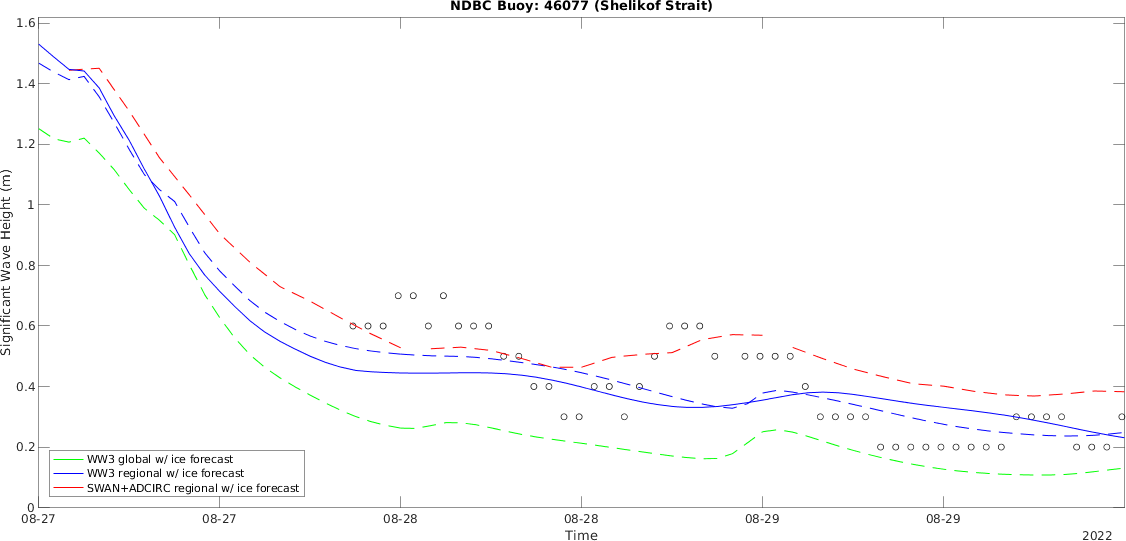 NDBC Buoy: 46077 (Shelikof Strait)
1.6
1.4
1.2
1
0.8
0.6
0.4
0.2
0
Significant Wave Height (m)
WW3 global w/ ice forecast
WW3 regional w/ ice forecast
SWAN+ADCIRC regional w/ ice forecast
08-27 08-27 08-28 08-28 08-29 08-29
Time
2022